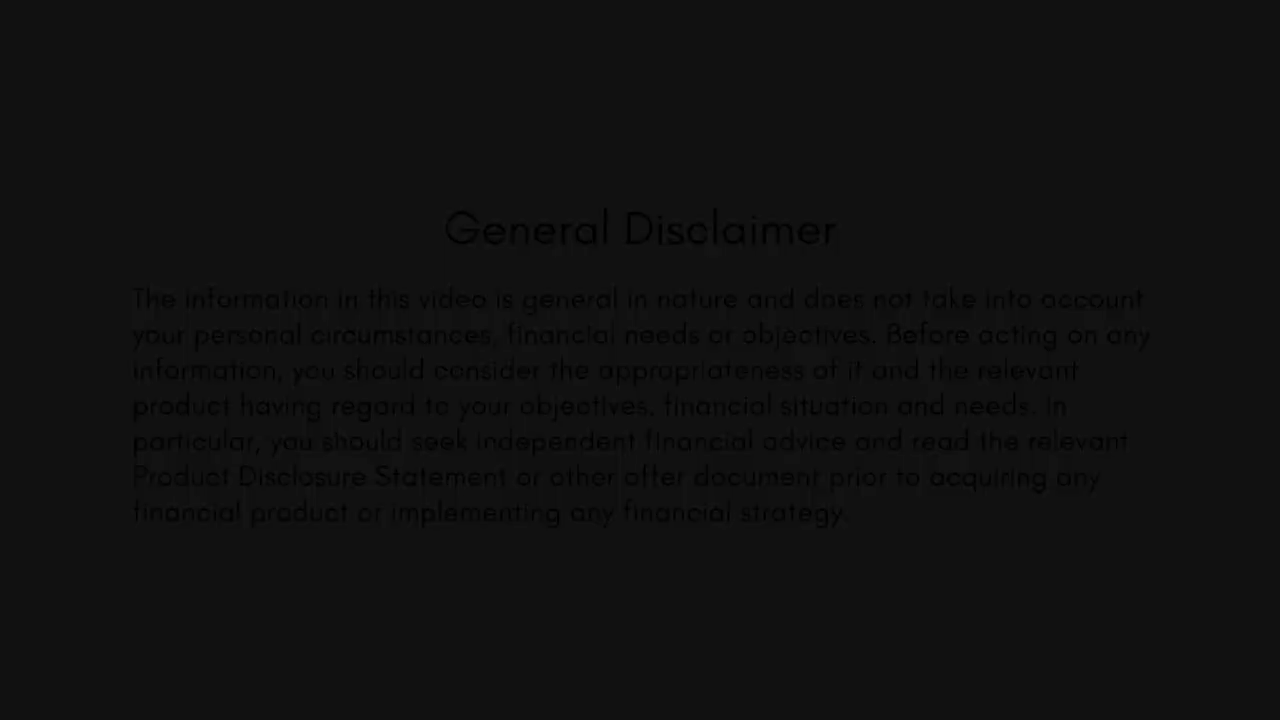 General Disclaimer
The information in this video is general in nature and does not take into account
your personal circumstances, financial needs or objectives. Before acting on any
information, you should consider the appropriateness of it and the relevant
product having regard to your objectives, financial situation and needs. In
particular, you should seek independent financial advice and read the relevant
Product Disclosure Statement or other offer document prior to acquiring any
financial product or implementing any financial strategy.